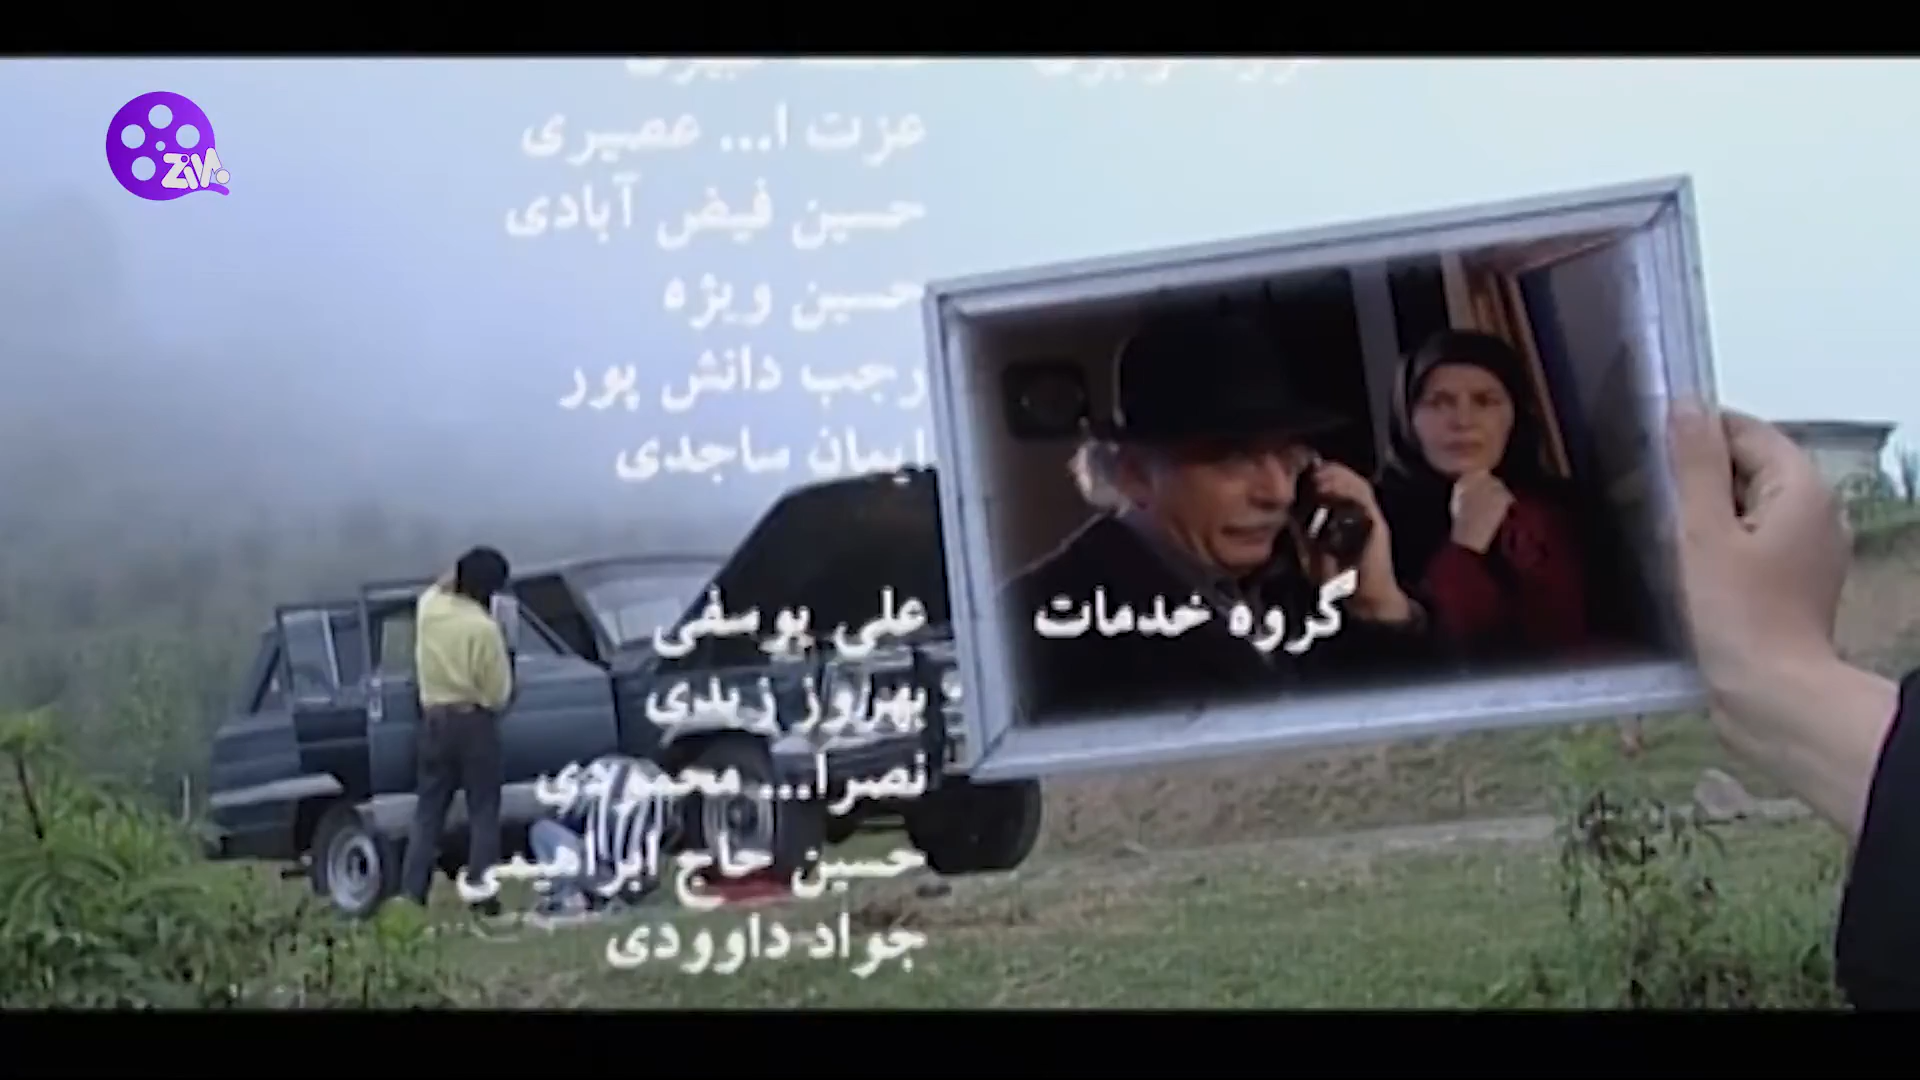 عزت ا... عصیری
حسین فیض آبادی
حسین ویژه
رجب دانش پور
ایمان ساجدی
گروه خدمات
علی یوسفی
بهروز زیدی
نصرا... محمودی
حسین حاج ابراهیمی
جواد داوودی